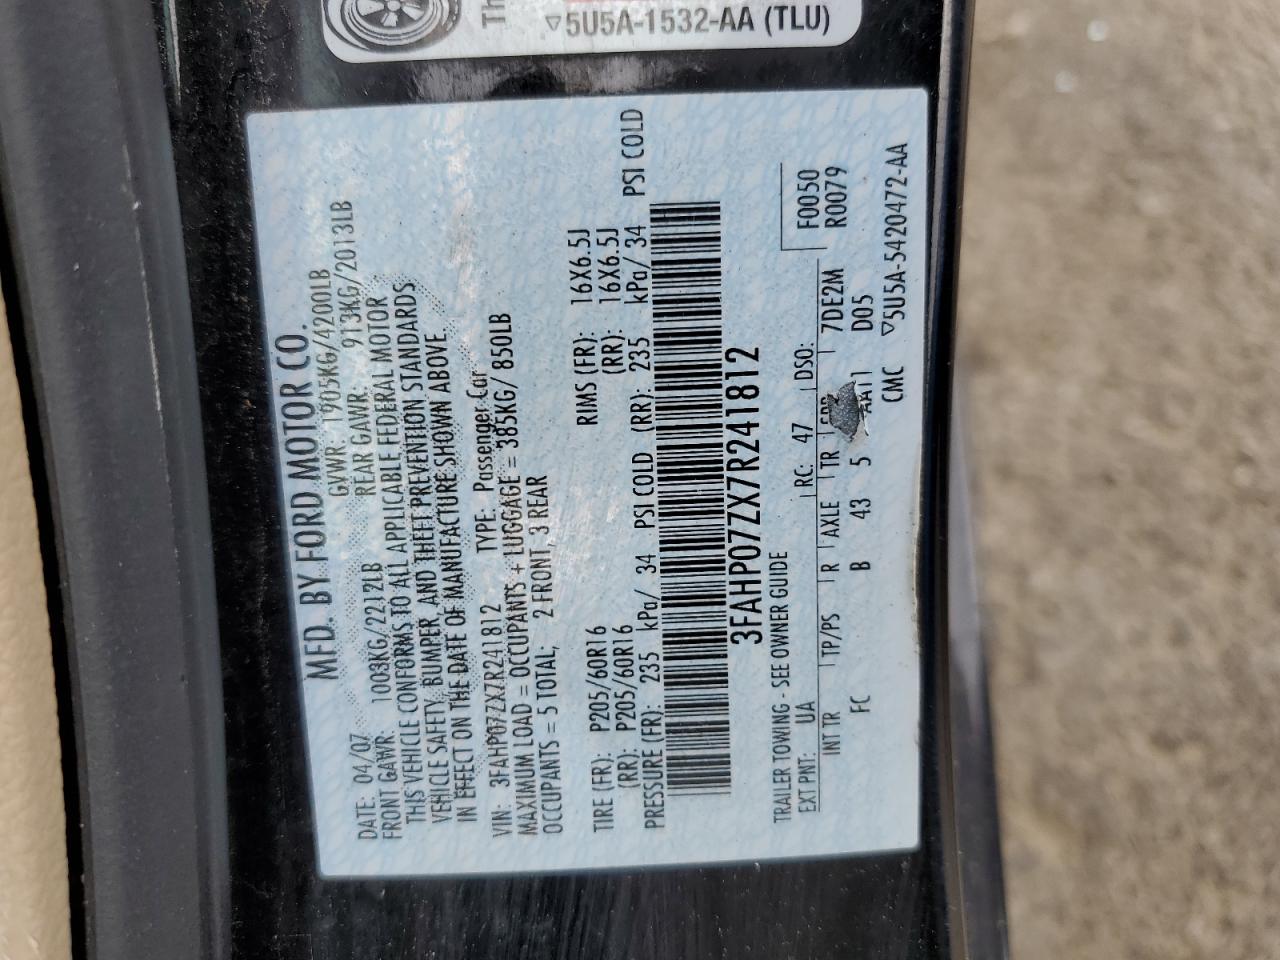 Th
▽5U5A-1532-AA (TLU)
MFD. BY FORD MOTOR CO.
DATE: 04/07 GVWR: 1905KG/4200LB
FRONT GAWR: 1003KG/2212LB REAR GAWR: 913KG/2013LB
THIS VEHICLE CONFORMS TO ALL APPLICABLE FEDERAL MOTOR
VEHICLE SAFETY, BUMPER, AND THEFT PREVENTION STANDARDS
IN EFFECT ON THE DATE OF MANUFACTURE SHOWN ABOVE
VIN: 3FAHP07ZX7R241812 TYPE: Passenger Car
MAXIMUM LOAD = OCCUPANTS + LUGGAGE = 385KG/ 850LB
OCCUPANTS = 5 TOTAL; 2 FRONT, 3 REAR
TIRE (FR): P205/60R16 RIMS (FR): 16X6.5J
(RR): P205/60R16 (RR): 16X6.5J
PRESSURE (FR): 235 kPa/ 34 PSI COLD (RR): 235 kPa/ 34 PSI COLD
3FAHP07ZX7R241812
TRAILER TOWING - SEE OWNER GUIDE
F0050
R0079
EXT PNT: UA RC: 47 DSO: 7DE2M
INT TR TP/PS R AXLE TR D05
FC B 43 5
CMC ▽5U5A-5420472-AA